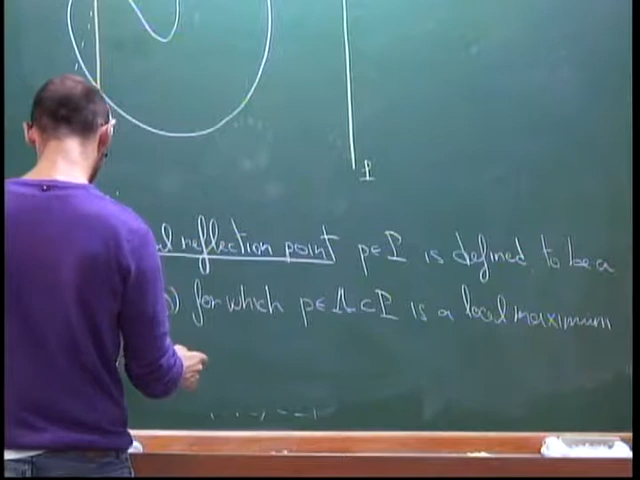 P
reflection point p∈P is defined to be a
) for which p∈Λ⊂P is a local maximum